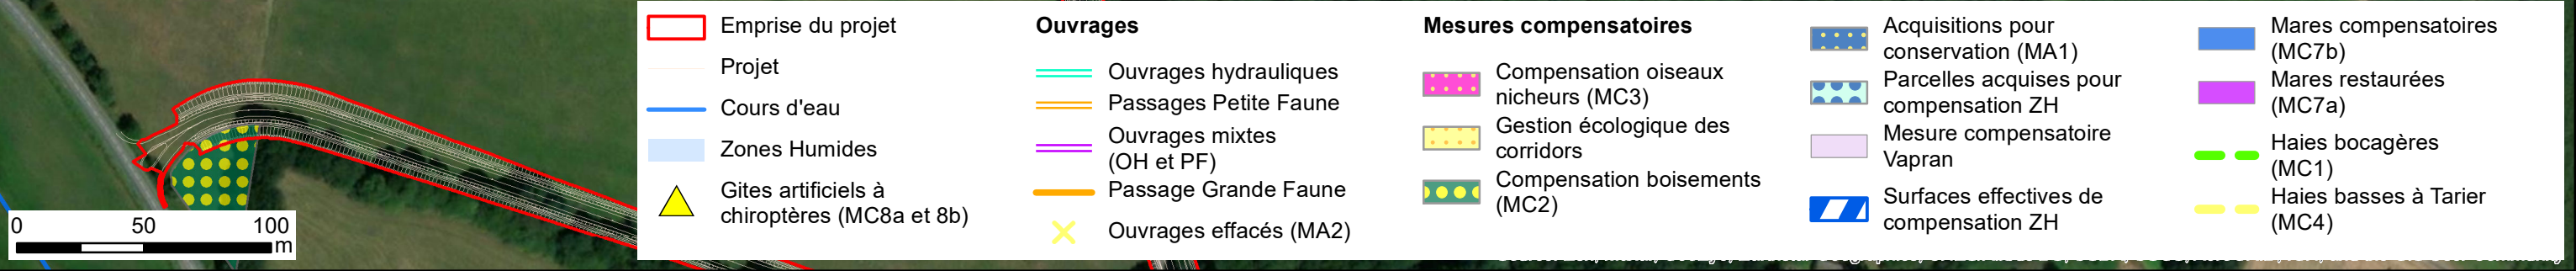 0 50 100
m
Emprise du projet
Projet
Cours d'eau
Zones Humides
Gites artificiels à
chiroptères (MC8a et 8b)
Ouvrages
Ouvrages hydrauliques
Passages Petite Faune
Ouvrages mixtes
(OH et PF)
Passage Grande Faune
Ouvrages effacés (MA2)
Mesures compensatoires
Compensation oiseaux
nicheurs (MC3)
Gestion écologique des
corridors
Compensation boisements
(MC2)
Acquisitions pour
conservation (MA1)
Parcelles acquises pour
compensation ZH
Mesure compensatoire
Vapran
Surfaces effectives de
compensation ZH
Mares compensatoires
(MC7b)
Mares restaurées
(MC7a)
Haies bocagères
(MC1)
Haies basses à Tarier
(MC4)